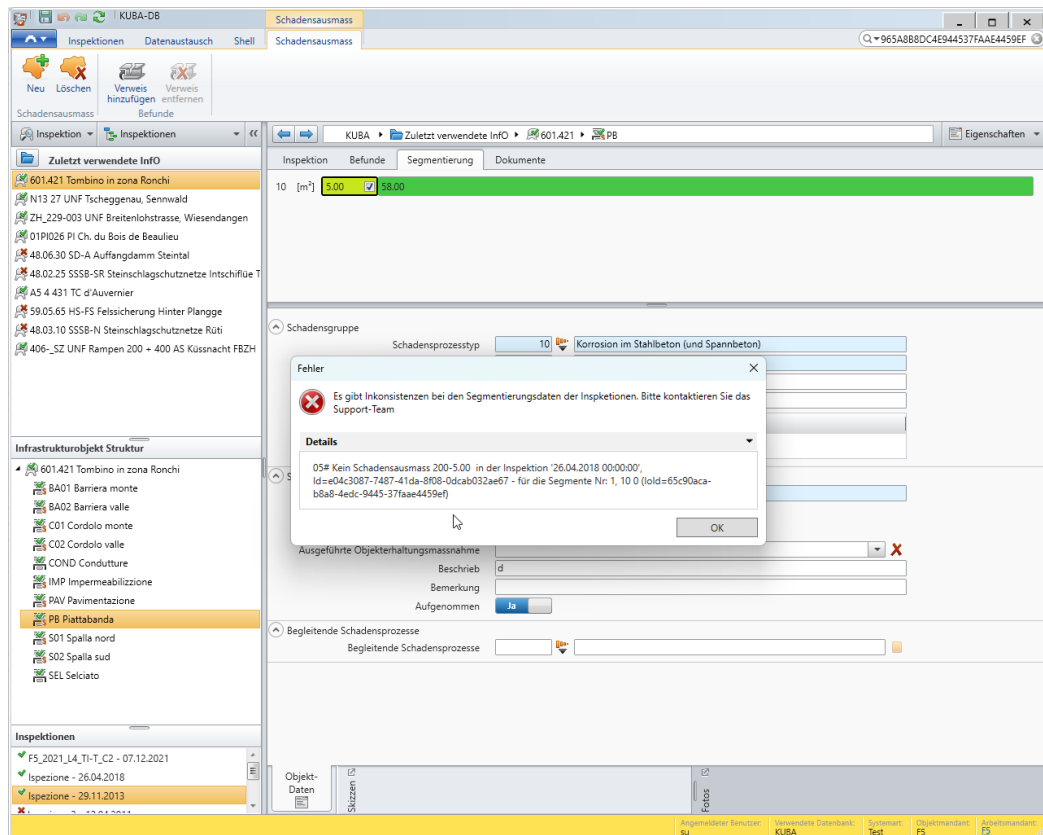 KUBA-DB
Schadensausmass
Inspektionen Datenaustausch Shell Schadensausmass
965A8B8DC4E944537FAAE4459EF
Neu Löschen Verweis hinzufügen Verweis entfernen
Schadensausmass Befunde
Inspektion Inspektionen
KUBA Zuletzt verwendete InfO 601.421 PB
Eigenschaften
Zuletzt verwendete InfO
601.421 Tombino in zona Ronchi
N13 27 UNF Tscheggenau, Sennwald
ZH_229-003 UNF Breitenlohstrasse, Wiesendangen
01PI026 PI Ch. du Bois de Beaulieu
48.06.30 SD-A Auffangdamm Steintal
48.02.25 SSSB-SR Steinschlagschutznetze Intschiflüe T
A5 4 431 TC d'Auvernier
59.05.65 HS-FS Felssicherung Hinter Plangge
48.03.10 SSSB-N Steinschlagschutznetze Rüti
406-_SZ UNF Rampen 200 + 400 AS Küssnacht FBZH
Infrastrukturobjekt Struktur
601.421 Tombino in zona Ronchi
BA01 Barriera monte
BA02 Barriera valle
C01 Cordolo monte
C02 Cordolo valle
COND Condutture
IMP Impermeabilizzione
PAV Pavimentazione
PB Piattabanda
S01 Spalla nord
S02 Spalla sud
SEL Selciato
Inspektionen
F5_2021_L4_TI-T_C2 - 07.12.2021
Ispezione - 26.04.2018
Ispezione - 29.11.2013
Inspektion Befunde Segmentierung Dokumente
10 [m²] 5.00 58.00
Schadensgruppe
Schadensprozesstyp 10 Korrosion im Stahlbeton (und Spannbeton)
Fehler
Es gibt Inkonsistenzen bei den Segmentierungsdaten der Inspketionen. Bitte kontaktieren Sie das
Support-Team
Details
05# Kein Schadensausmass 200-5.00 in der Inspektion '26.04.2018 00:00:00',
Id=e04c3087-7487-41da-8f08-0dcab032ae67 - für die Segmente Nr: 1, 10 0 (IoId=65c90aca-
b8a8-4edc-9445-37faae4459ef)
OK
S
Ausgeführte Objekterhaltungsmassnahme
Beschrieb d
Bemerkung
Aufgenommen Ja
Begleitende Schadensprozesse
Begleitende Schadensprozesse
Objekt-
Daten
Skizzen
Fotos
Angemeldeter Benutzer: Verwendete Datenbank: Systemart: Objektmandant: Arbeitsmandant:
su KUBA Test F5 F5